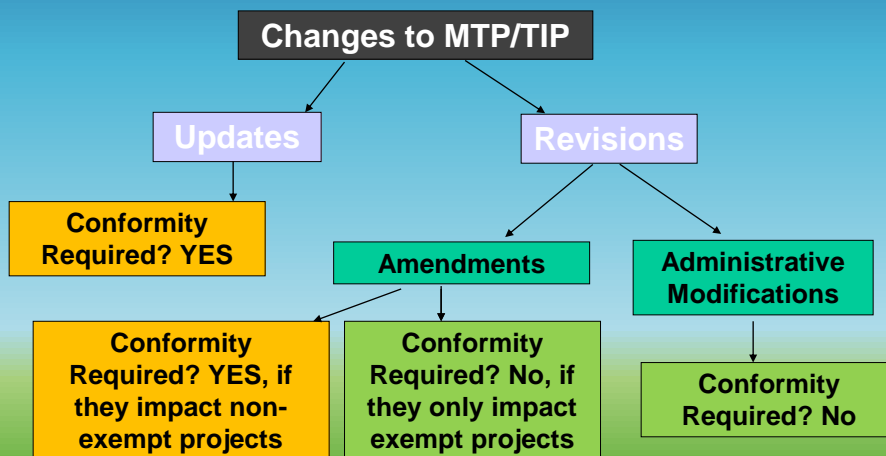 Changes to MTP/TIP
Updates
Revisions
Conformity
Required? YES
Amendments
Administrative
Modifications
Conformity
Required? YES, if
they impact non-
exempt projects
Conformity
Required? No, if
they only impact
exempt projects
Conformity
Required? No